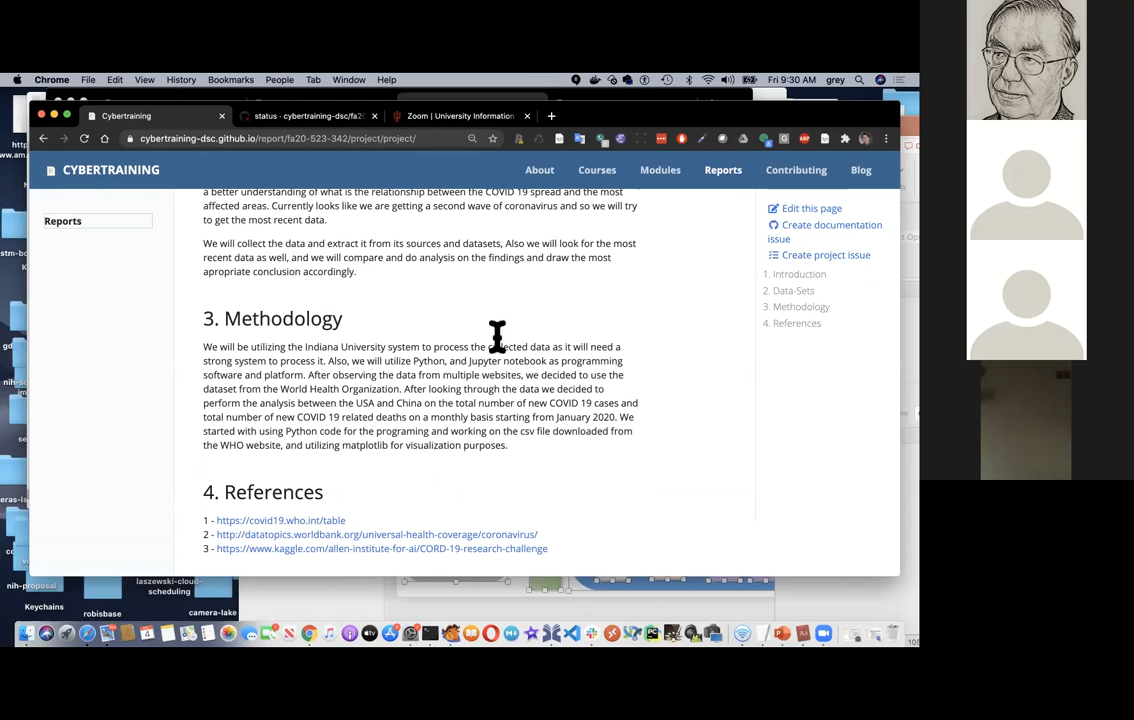 Chrome File Edit View History Bookmarks People Tab Window Help
Fri 9:30 AM grey
Cybertraining
status · cybertraining-dsc/fa20
Zoom | University Information
cybertraining-dsc.github.io/report/fa20-523-342/project/project/
CYBERTRAINING
About Courses Modules Reports Contributing Blog
Reports
a better understanding of what is the relationship between the COVID 19 spread and the most
affected areas. Currently looks like we are getting a second wave of coronavirus and so we will try
to get the most recent data.
We will collect the data and extract it from its sources and datasets, Also we will look for the most
recent data as well, and we will compare and do analysis on the findings and draw the most
apropriate conclusion accordingly.
3. Methodology
We will be utilizing the Indiana University system to process the collected data as it will need a
strong system to process it. Also, we will utilize Python, and Jupyter notebook as programming
software and platform. After observing the data from multiple websites, we decided to use the
dataset from the World Health Organization. After looking through the data we decided to
perform the analysis between the USA and China on the total number of new COVID 19 cases and
total number of new COVID 19 related deaths on a monthly basis starting from January 2020. We
started with using Python code for the programing and working on the csv file downloaded from
the WHO website, and utilizing matplotlib for visualization purposes.
4. References
1 - https://covid19.who.int/table
2 - http://datatopics.worldbank.org/universal-health-coverage/coronavirus/
3 - https://www.kaggle.com/allen-institute-for-ai/CORD-19-research-challenge
Edit this page
Create documentation
issue
Create project issue
1. Introduction
2. Data-Sets
3. Methodology
4. References
nih-proposal
Keychains
robisbase
laszewski-cloud-
scheduling
camera-lake